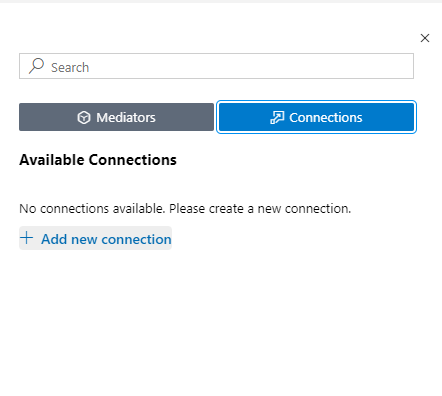 Search
Mediators
Connections
Available Connections
No connections available. Please create a new connection.
Add new connection